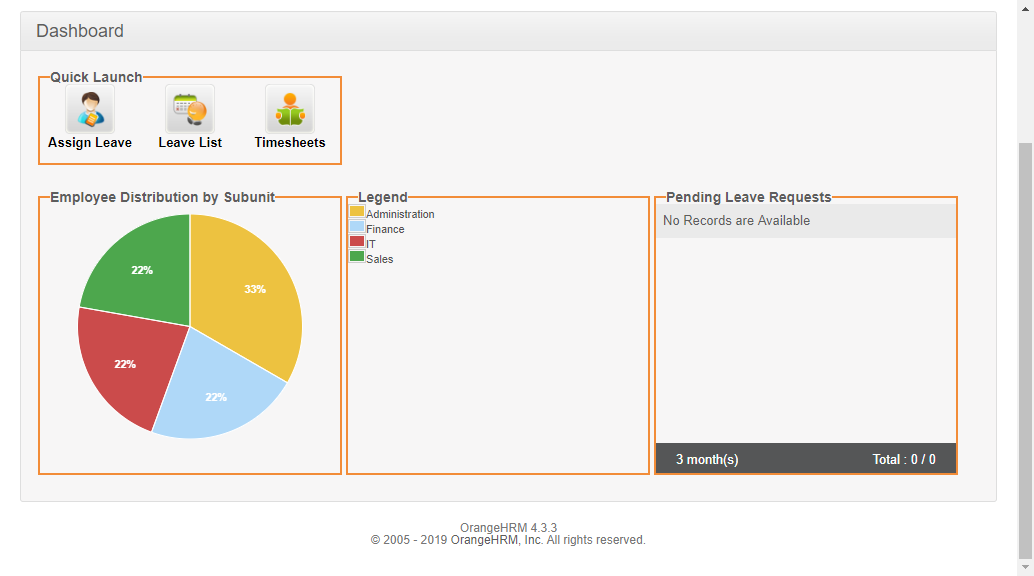 Dashboard
Quick Launch
Assign Leave Leave List Timesheets
Employee Distribution by Subunit
33%
22%
22%
22%
Legend
Administration
Finance
IT
Sales
Pending Leave Requests
No Records are Available
3 month(s) Total : 0 / 0
OrangeHRM 4.3.3
© 2005 - 2019 OrangeHRM, Inc. All rights reserved.